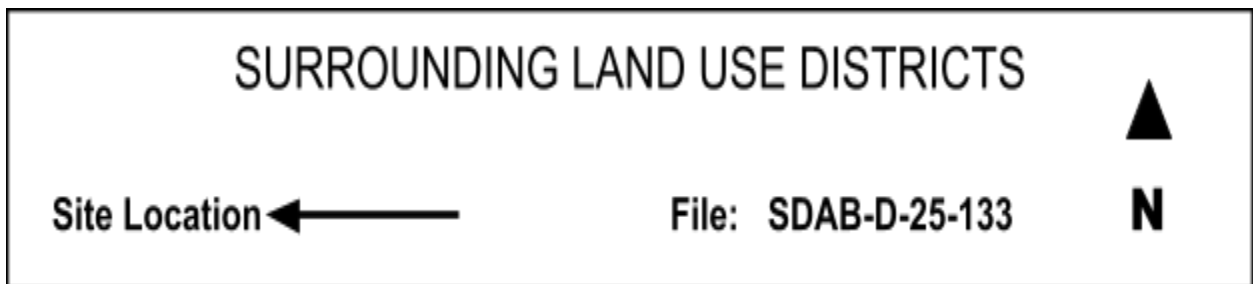 SURROUNDING LAND USE DISTRICTS
Site Location
File: SDAB-D-25-133
N